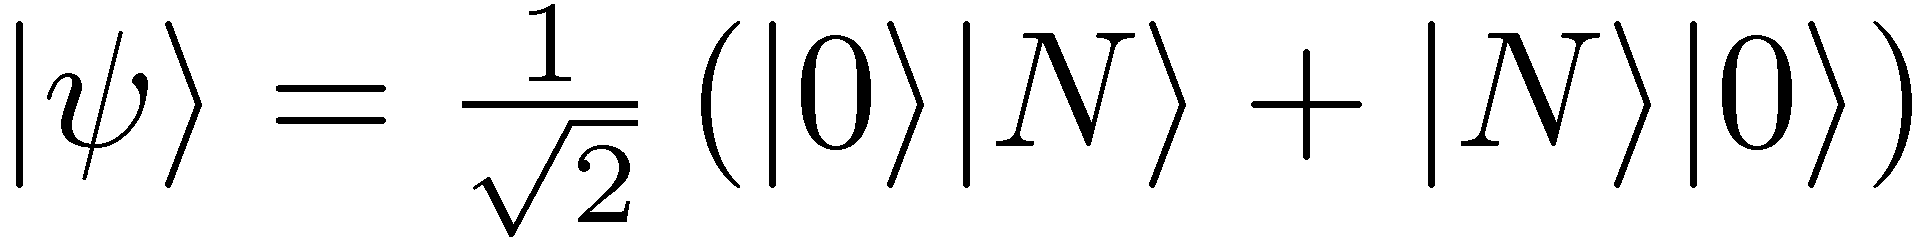 |ψ⟩ = 1/√2 (|0⟩|N⟩ + |N⟩|0⟩)